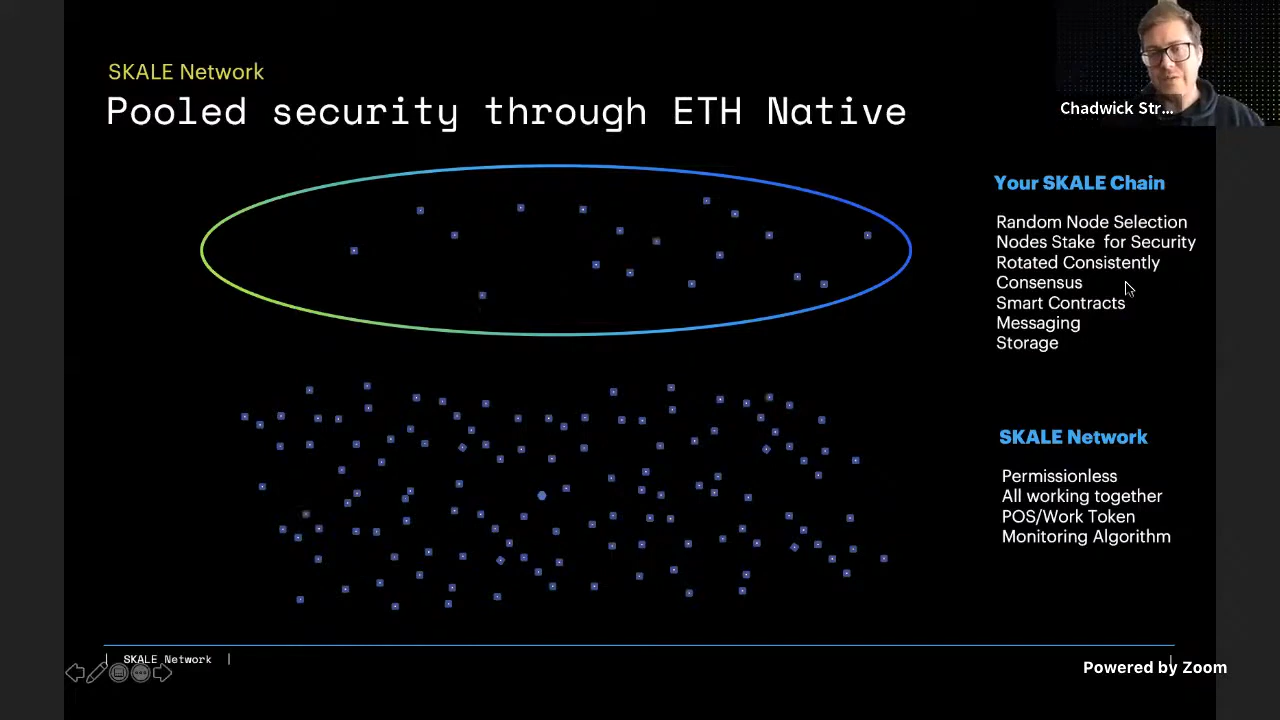 SKALE Network
Pooled security through ETH Native
Chadwick Str...
Your SKALE Chain
Random Node Selection
Nodes Stake for Security
Rotated Consistently
Consensus
Smart Contracts
Messaging
Storage
SKALE Network
Permissionless
All working together
POS/Work Token
Monitoring Algorithm
| SKALE Network |
Powered by Zoom